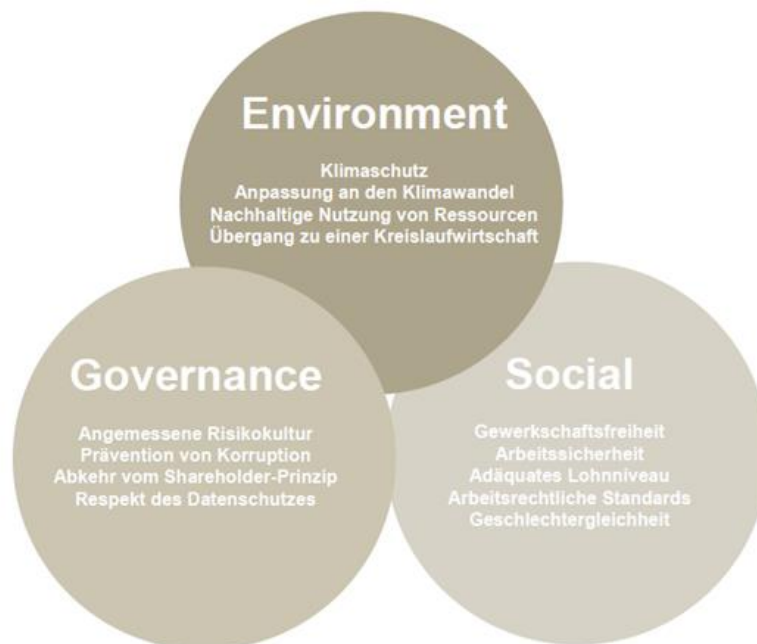 Environment
Klimaschutz
Anpassung an den Klimawandel
Nachhaltige Nutzung von Ressourcen
Übergang zu einer Kreislaufwirtschaft
Governance
Angemessene Risikokultur
Prävention von Korruption
Abkehr vom Shareholder-Prinzip
Respekt des Datenschutzes
Social
Gewerkschaftsfreiheit
Arbeitssicherheit
Adäquates Lohnniveau
Arbeitsrechtliche Standards
Geschlechtergleichheit